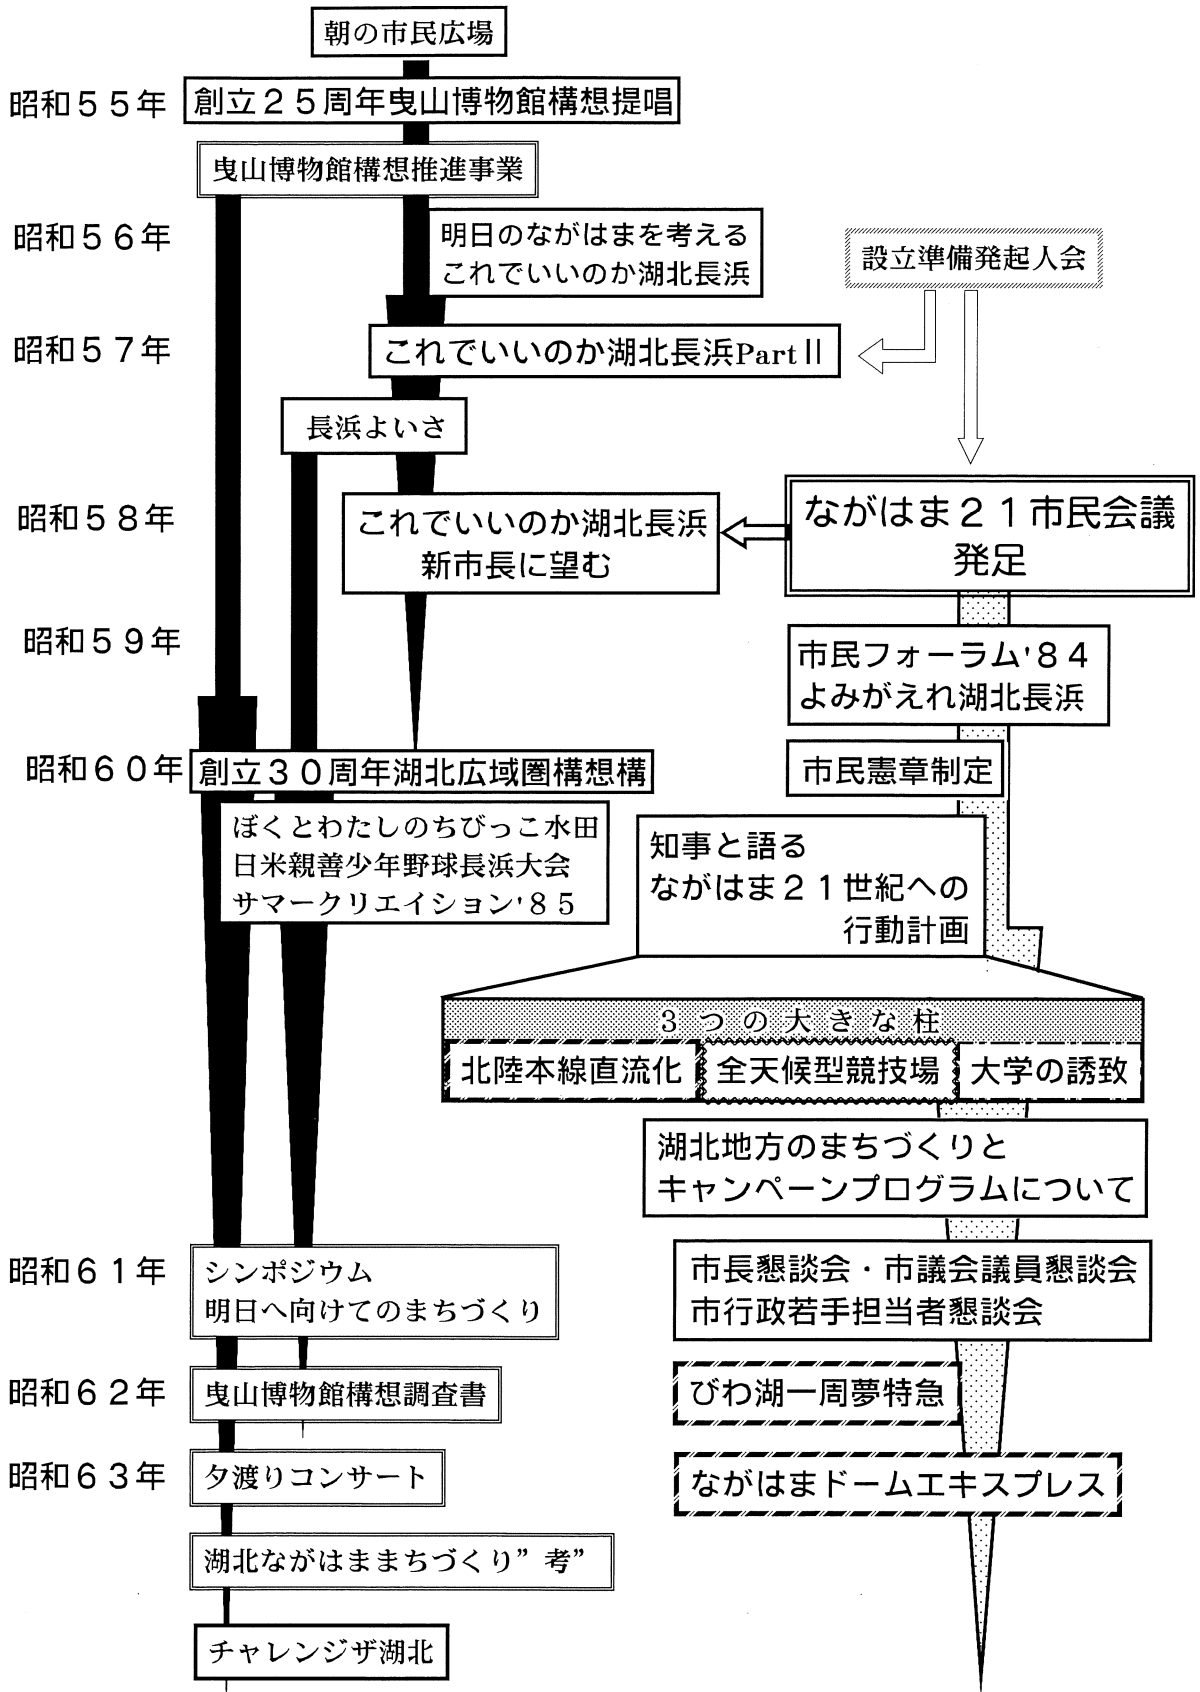 朝の市民広場
昭和５５年
創立２５周年曳山博物館構想提唱
曳山博物館構想推進事業
昭和５６年
明日のながはまを考える
これでいいのか湖北長浜
設立準備発起人会
昭和５７年
これでいいのか湖北長浜PartⅡ
長浜よいさ
昭和５８年
これでいいのか湖北長浜
新市長に望む
ながはま２１市民会議
発足
昭和５９年
市民フォーラム'８４
よみがえれ湖北長浜
昭和６０年
創立３０周年湖北広域圏構想構
市民憲章制定
ぼくとわたしのちびっこ水田
日米親善少年野球長浜大会
サマークリエイション'８５
知事と語る
ながはま２１世紀への
行動計画
３つの大きな柱
北陸本線直流化
全天候型競技場
大学の誘致
湖北地方のまちづくりと
キャンペーンプログラムについて
昭和６１年
シンポジウム
明日へ向けてのまちづくり
市長懇談会・市議会議員懇談会
市行政若手担当者懇談会
昭和６２年
曳山博物館構想調査書
びわ湖一周夢特急
昭和６３年
夕渡りコンサート
ながはまドームエキスプレス
湖北ながはままちづくり”考”
チャレンジザ湖北